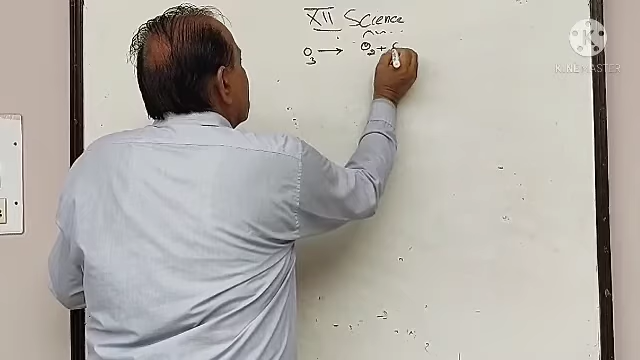 XII Science
O₃ → O₂ +
KINEMASTER